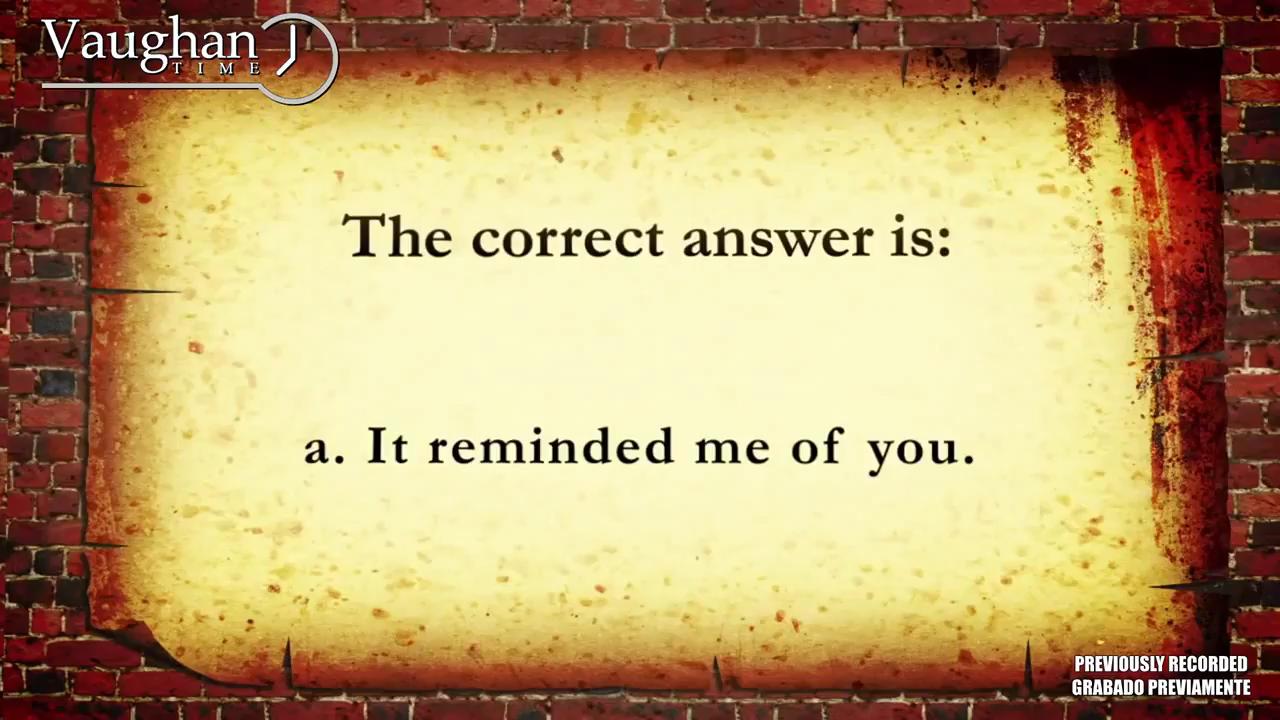 Vaughan
TIME
The correct answer is:
a. It reminded me of you.
PREVIOUSLY RECORDED
GRABADO PREVIAMENTE